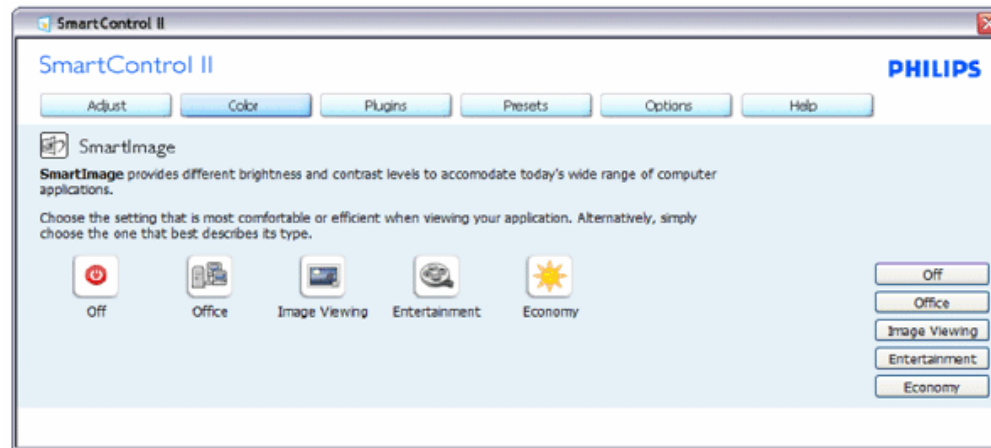 SmartControl II
SmartControl II
PHILIPS
Adjust
Color
Plugins
Presets
Options
Help
SmartImage
SmartImage provides different brightness and contrast levels to accomodate today's wide range of computer
applications.
Choose the setting that is most comfortable or efficient when viewing your application. Alternatively, simply
choose the one that best describes its type.
Off
Office
Image Viewing
Entertainment
Economy
Off
Office
Image Viewing
Entertainment
Economy